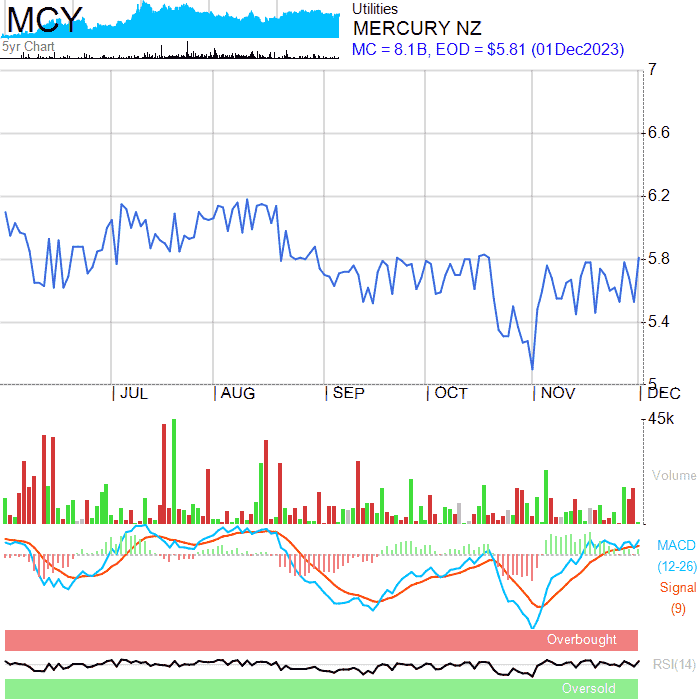 MCY
5yr Chart
Utilities
MERCURY NZ
MC = 8.1B, EOD = $5.81 (01Dec2023)
7
6.6
6.2
5.8
5.4
5
JUL AUG SEP OCT NOV DEC
45k
Volume
MACD
(12-26)
Signal
(9)
Overbought
RSI(14)
Oversold